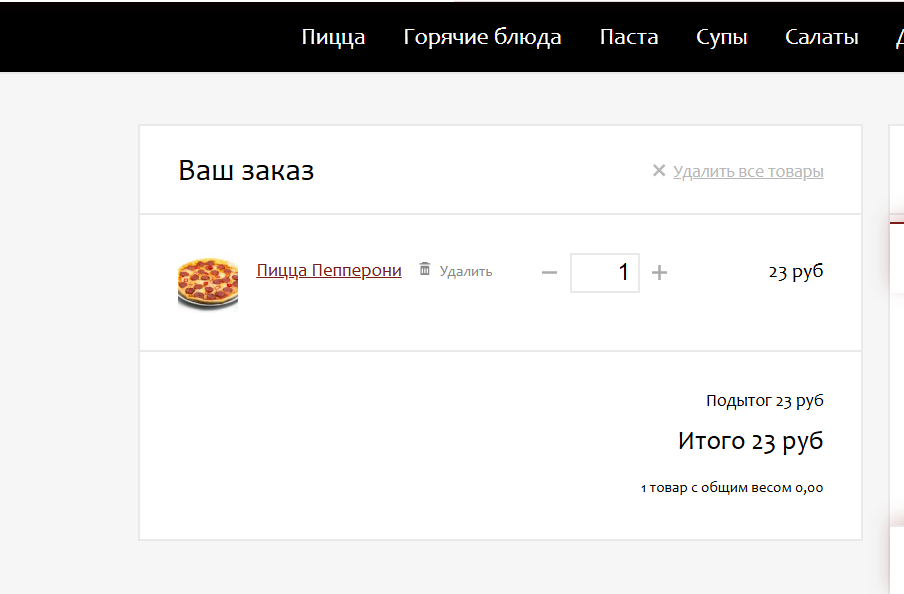 Пицца Горячие блюда Паста Супы Салаты
Ваш заказ
Удалить все товары
Пицца Пепперони Удалить 1 23 руб
Подытог 23 руб
Итого 23 руб
1 товар с общим весом 0,00